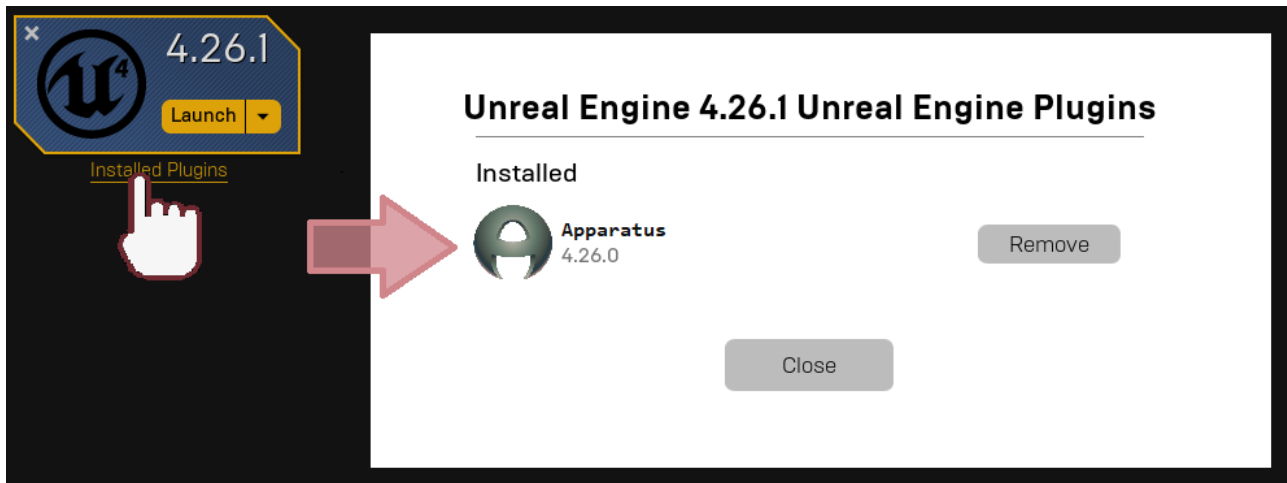 4.26.1
Launch
Installed Plugins
Unreal Engine 4.26.1 Unreal Engine Plugins
Installed
Apparatus
4.26.0
Remove
Close